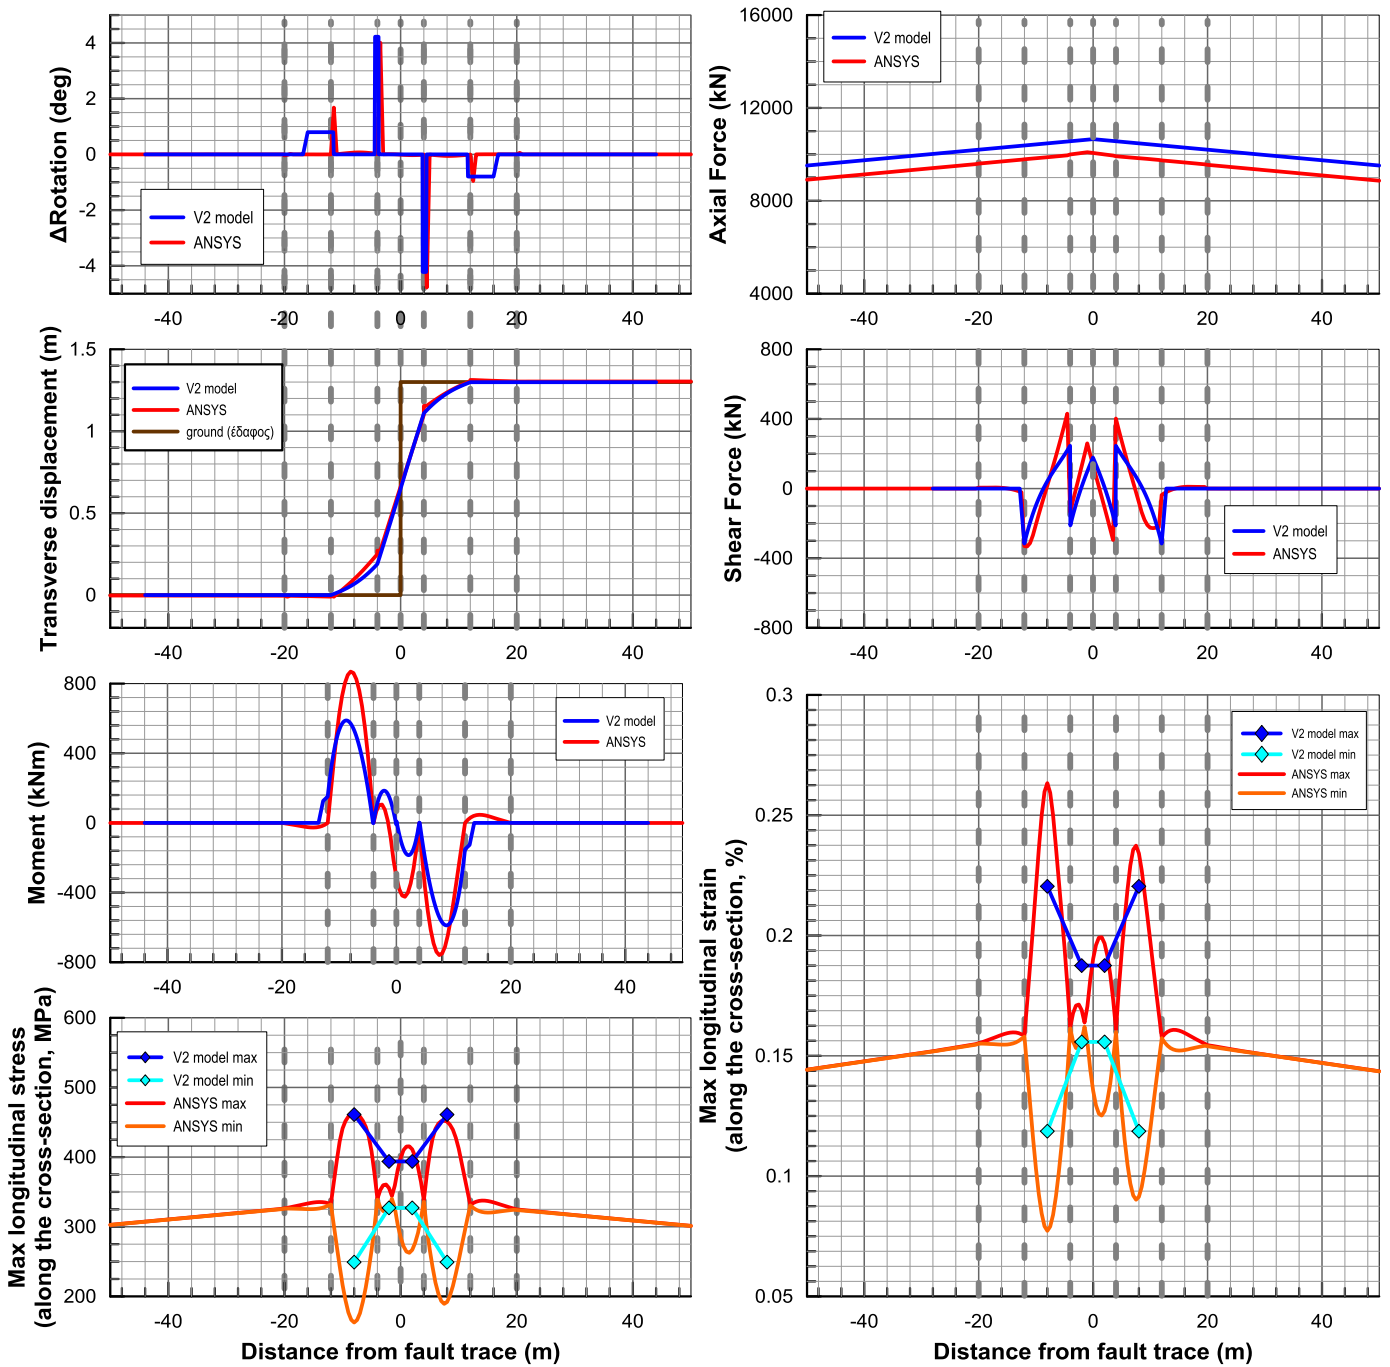 4
2
0
-2
-4
ΔRotation (deg)
V2 model
ANSYS
-40
-20
0
20
40
16000
12000
8000
4000
Axial Force (kN)
V2 model
ANSYS
-40
-20
0
20
40
1.5
1
0.5
0
Transverse displacement (m)
V2 model
ANSYS
ground (έδαφος)
-40
-20
0
20
40
800
400
0
-400
-800
Shear Force (kN)
V2 model
ANSYS
-40
-20
0
20
40
800
400
0
-400
-800
Moment (kNm)
V2 model
ANSYS
-40
-20
0
20
40
600
500
400
300
200
Max longitudinal stress
(along the cross-section, MPa)
V2 model max
V2 model min
ANSYS max
ANSYS min
-40
-20
0
20
40
Distance from fault trace (m)
0.3
0.25
0.2
0.15
0.1
0.05
Max longitudinal strain
(along the cross-section, %)
V2 model max
V2 model min
ANSYS max
ANSYS min
-40
-20
0
20
40
Distance from fault trace (m)